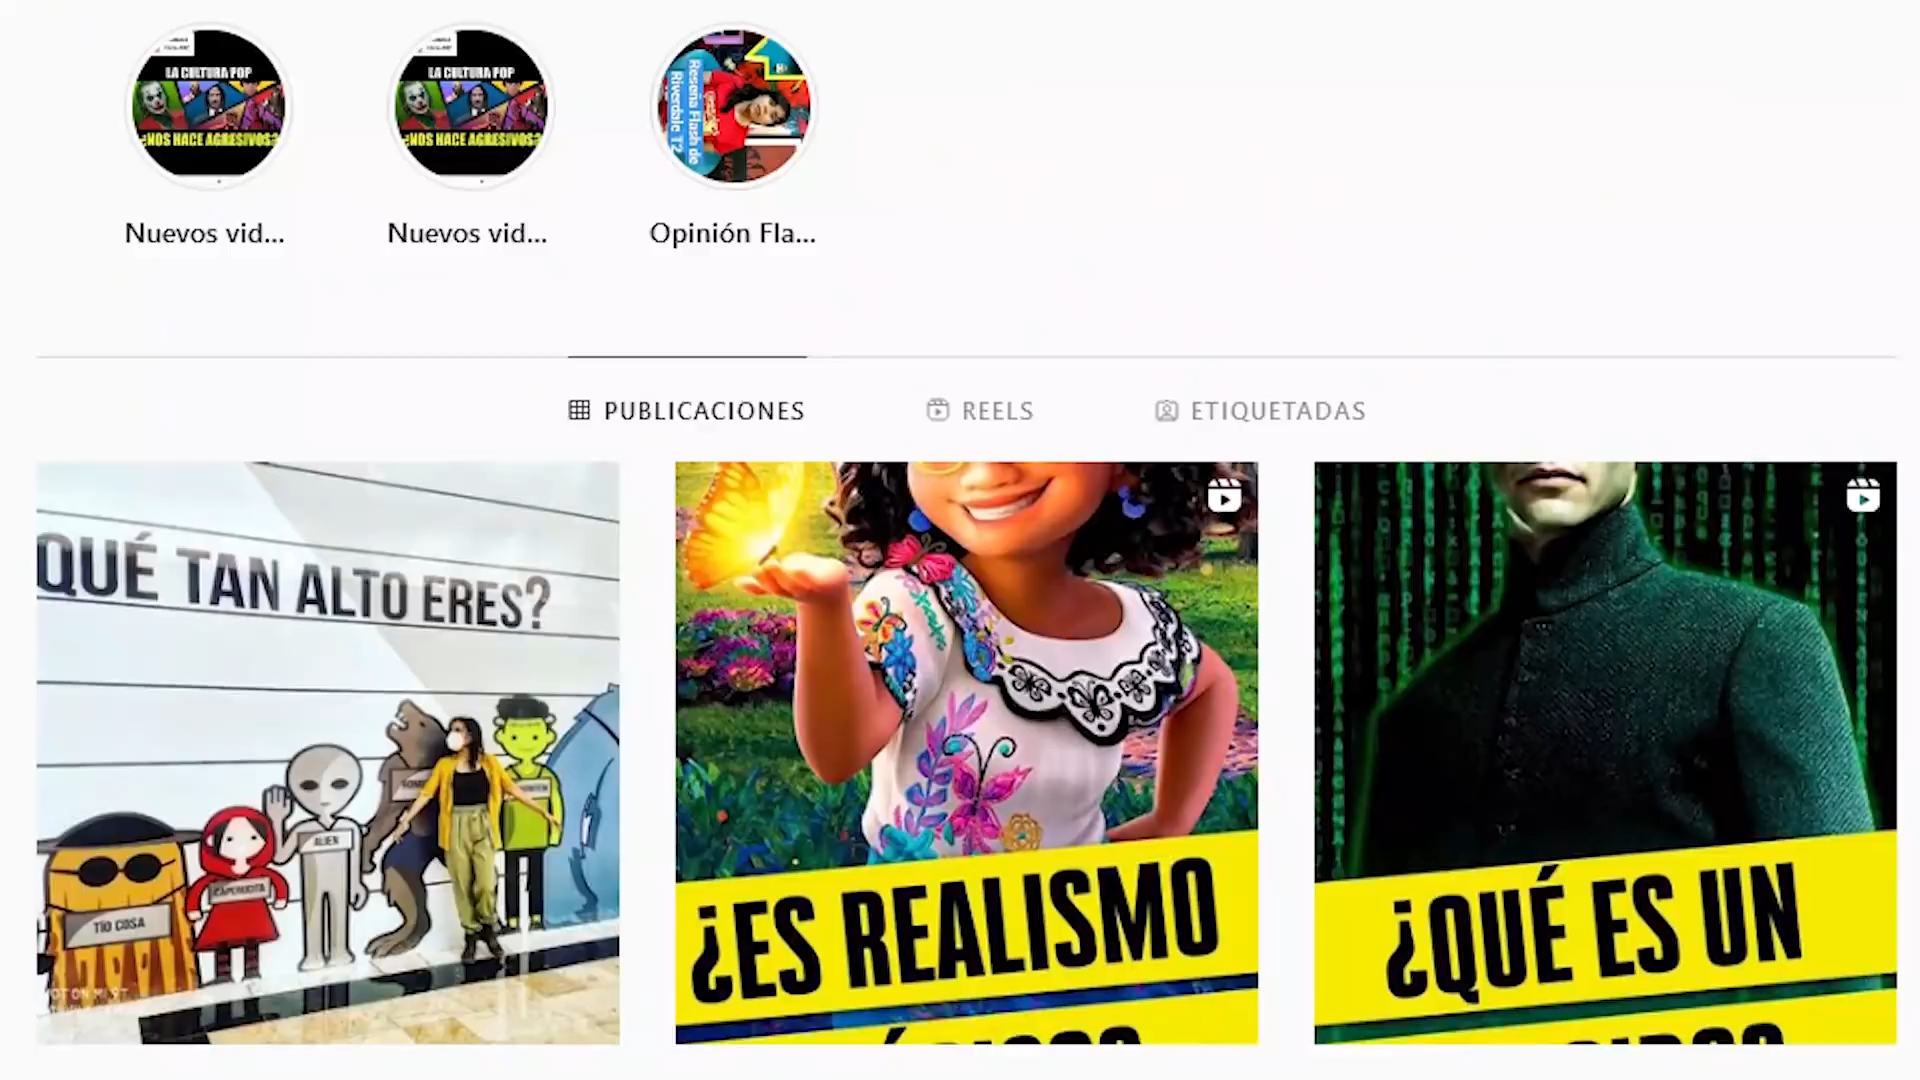 LA CULTURA POP
¿NOS HACE AGRESIVOS?
LA CULTURA POP
¿NOS HACE AGRESIVOS?
Reseña Flash de
Riverdale T2
Nuevos vid...
Nuevos vid...
Opinión Fla...
PUBLICACIONES
REELS
ETIQUETADAS
QUÉ TAN ALTO ERES?
TÍO COSA
CAPERUCITA
ALIEN
¿ES REALISMO
¿QUÉ ES UN